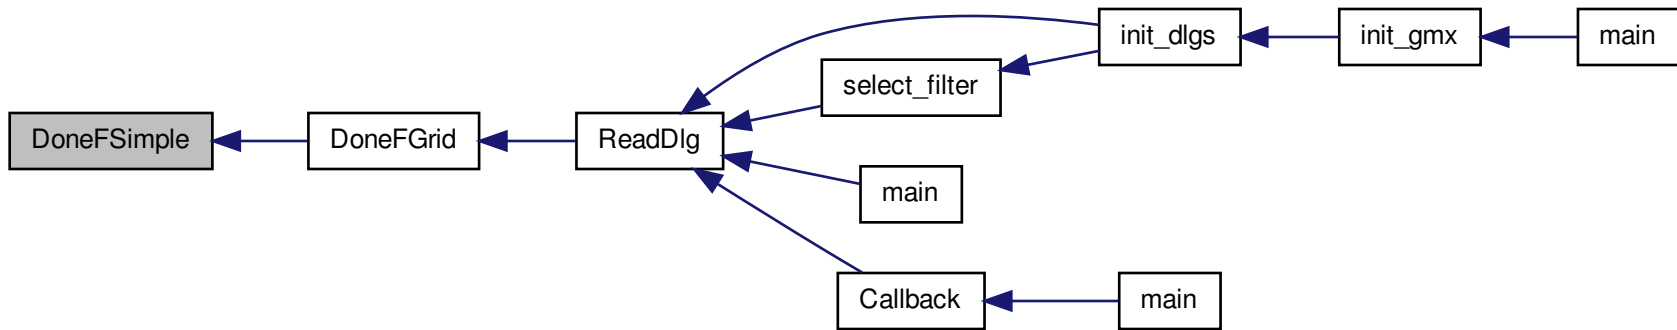 DoneFSimple
DoneFGrid
ReadDlg
init_dlgs
init_gmx
main
select_filter
main
Callback
main